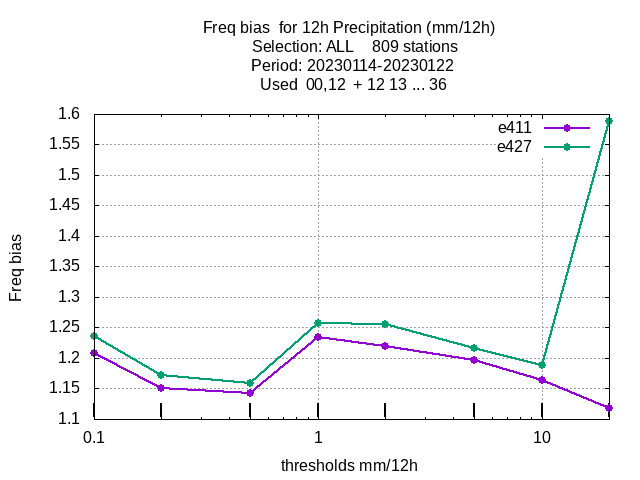 Freq bias  for 12h Precipitation (mm/12h)
Selection: ALL    809 stations
Period: 20230114-20230122
Used  00,12  + 12 13 ... 36
1.6
1.55
1.5
1.45
1.4
1.35
1.3
1.25
1.2
1.15
1.1
Freq bias
e411
e427
0.1 1 10
thresholds mm/12h